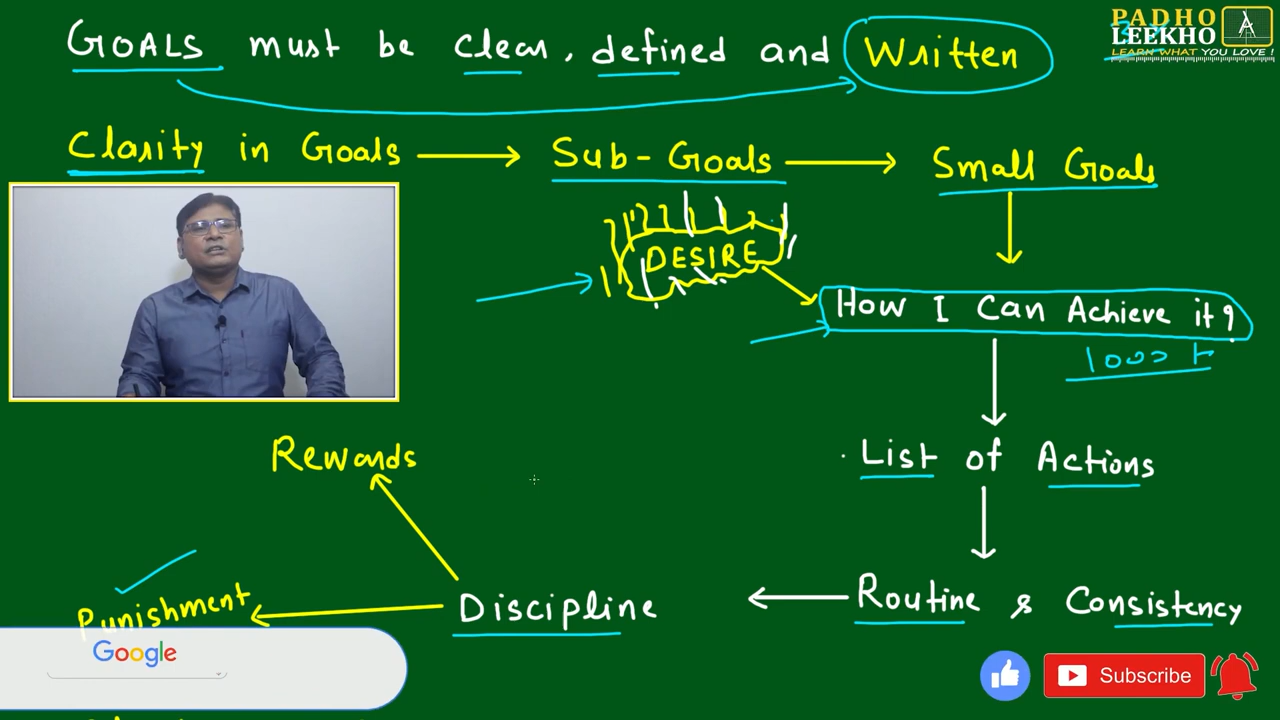 GOALS must be clear, defined and Written
PADHO
LEEKHO
LEARN WHAT YOU LOVE !
Clarity in Goals → Sub-Goals → Small Goals
DESIRE
How I Can Achieve it?
1000
Rewards
List of Actions
Punishment
Discipline
Routine & Consistency
Google
Subscribe